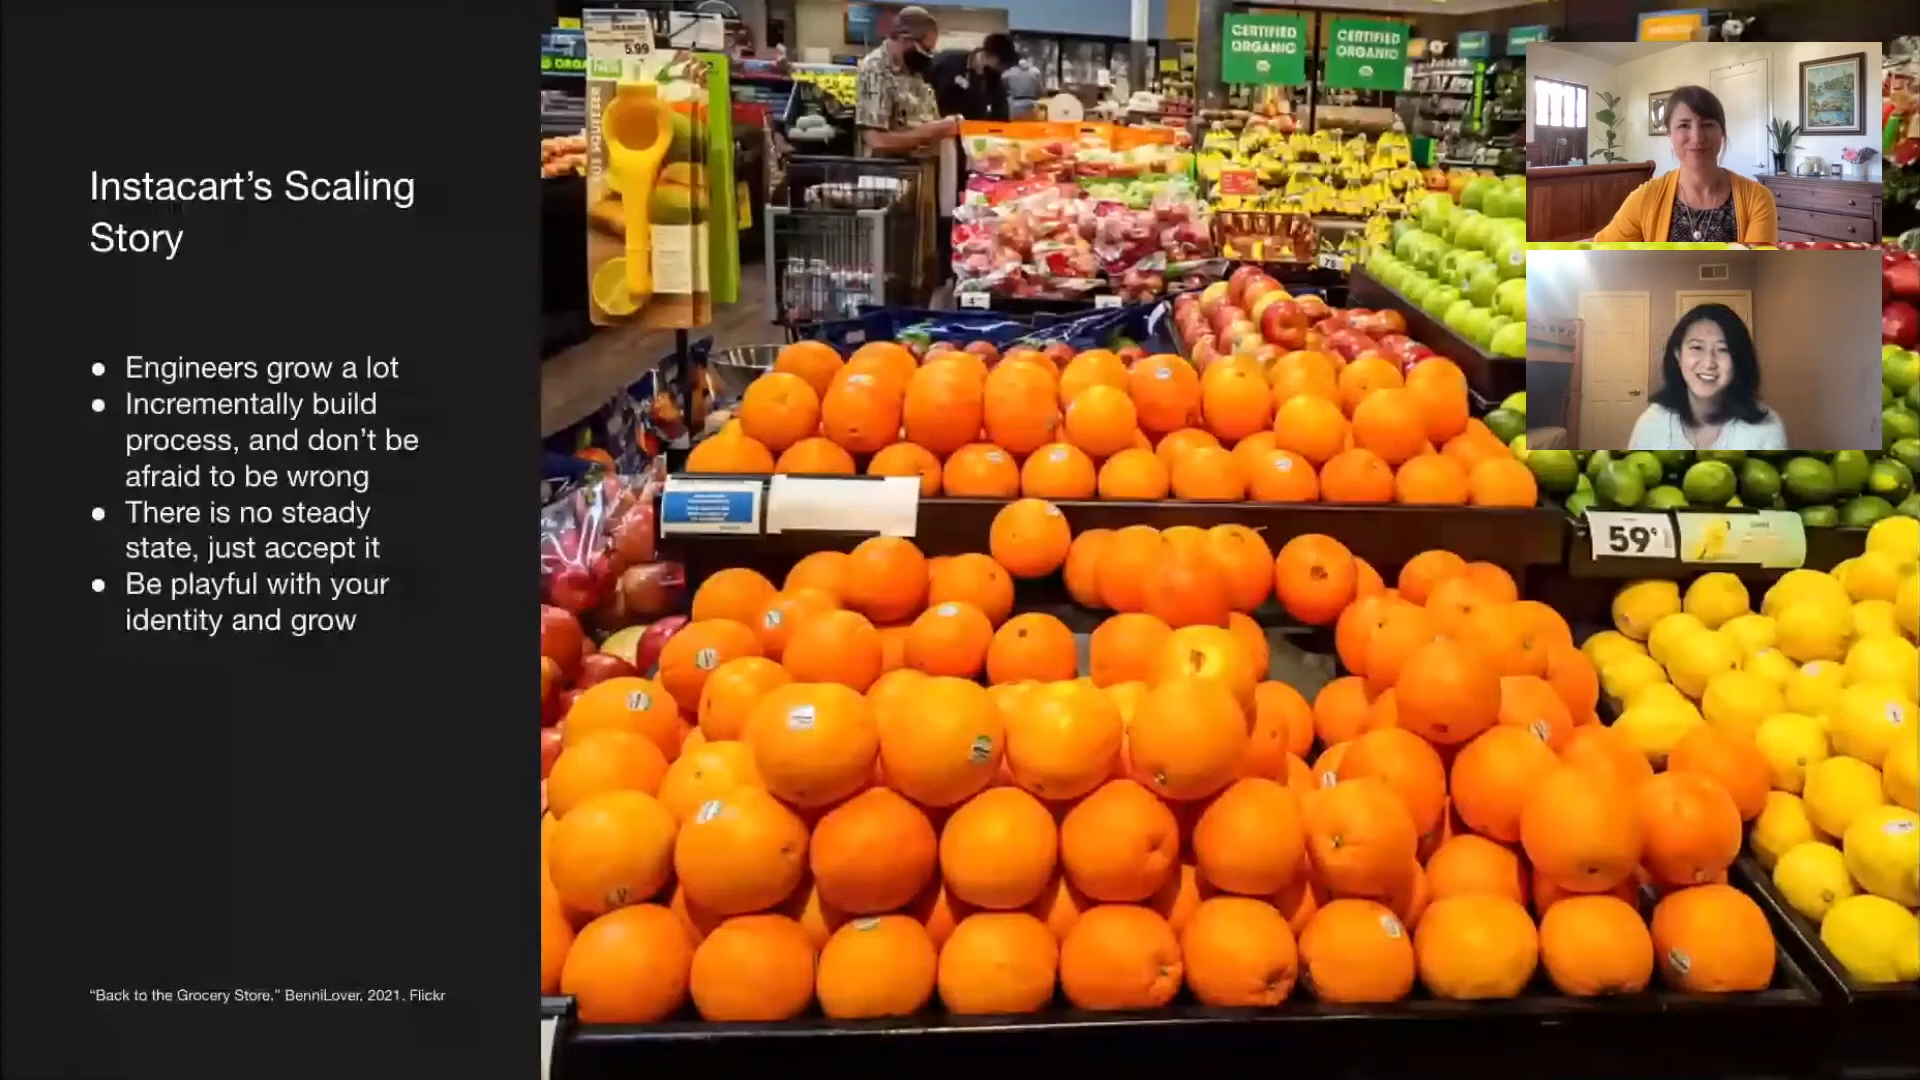 Instacart’s Scaling
Story
● Engineers grow a lot
● Incrementally build
process, and don’t be
afraid to be wrong
● There is no steady
state, just accept it
● Be playful with your
identity and grow
“Back to the Grocery Store.” BenniLover, 2021. Flickr
5.99
CERTIFIED
ORGANIC
CERTIFIED
ORGANIC
59¢